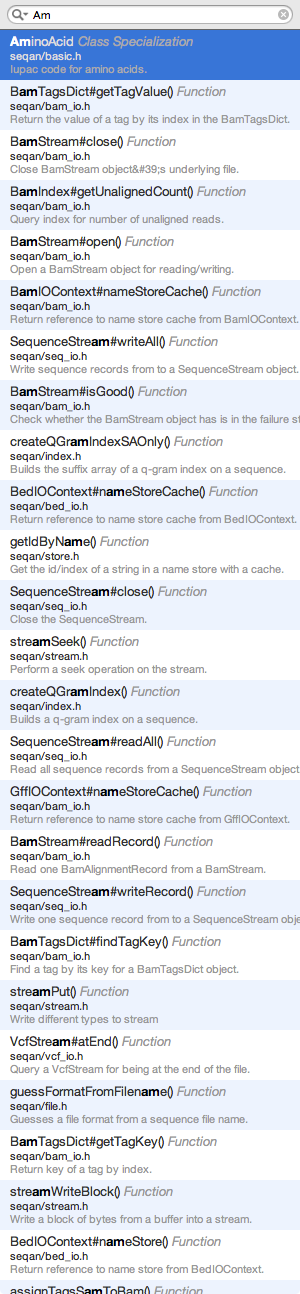 Am
AminoAcid Class Specialization
seqan/basic.h
Iupac code for amino acids.
BamTagsDict#getTagValue() Function
seqan/bam_io.h
Return the value of a tag by its index in the BamTagsDict.
BamStream#close() Function
seqan/bam_io.h
Close BamStream object&#39;s underlying file.
BamIndex#getUnalignedCount() Function
seqan/bam_io.h
Query index for number of unaligned reads.
BamStream#open() Function
seqan/bam_io.h
Open a BamStream object for reading/writing.
BamIOContext#nameStoreCache() Function
seqan/bam_io.h
Return reference to name store cache from BamIOContext.
SequenceStream#writeAll() Function
seqan/seq_io.h
Write sequence records from to a SequenceStream object.
BamStream#isGood() Function
seqan/bam_io.h
Check whether the BamStream object has is in the failure st
createQGramIndexSAOnly() Function
seqan/index.h
Builds the suffix array of a q-gram index on a sequence.
BedIOContext#nameStoreCache() Function
seqan/bed_io.h
Return reference to name store cache from BedIOContext.
getIdByName() Function
seqan/store.h
Get the id/index of a string in a name store with a cache.
SequenceStream#close() Function
seqan/seq_io.h
Close the SequenceStream.
streamSeek() Function
seqan/stream.h
Perform a seek operation on the stream.
createQGramIndex() Function
seqan/index.h
Builds a q-gram index on a sequence.
SequenceStream#readAll() Function
seqan/seq_io.h
Read all sequence records from a SequenceStream object
GffIOContext#nameStoreCache() Function
seqan/bam_io.h
Return reference to name store cache from GffIOContext.
BamStream#readRecord() Function
seqan/bam_io.h
Read one BamAlignmentRecord from a BamStream.
SequenceStream#writeRecord() Function
seqan/seq_io.h
Write one sequence record from to a SequenceStream obje
BamTagsDict#findTagKey() Function
seqan/bam_io.h
Find a tag by its key for a BamTagsDict object.
streamPut() Function
seqan/stream.h
Write different types to stream
VcfStream#atEnd() Function
seqan/vcf_io.h
Query a VcfStream for being at the end of the file.
guessFormatFromFilename() Function
seqan/file.h
Guesses a file format from a sequence file name.
BamTagsDict#getTagKey() Function
seqan/bam_io.h
Return key of a tag by index.
streamWriteBlock() Function
seqan/stream.h
Write a block of bytes from a buffer into a stream.
BedIOContext#nameStore() Function
seqan/bed_io.h
Return reference to name store from BedIOContext.
assignTagsSamToBam() Function